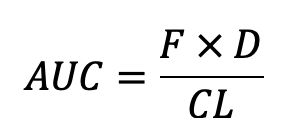 AUC = F × D / CL